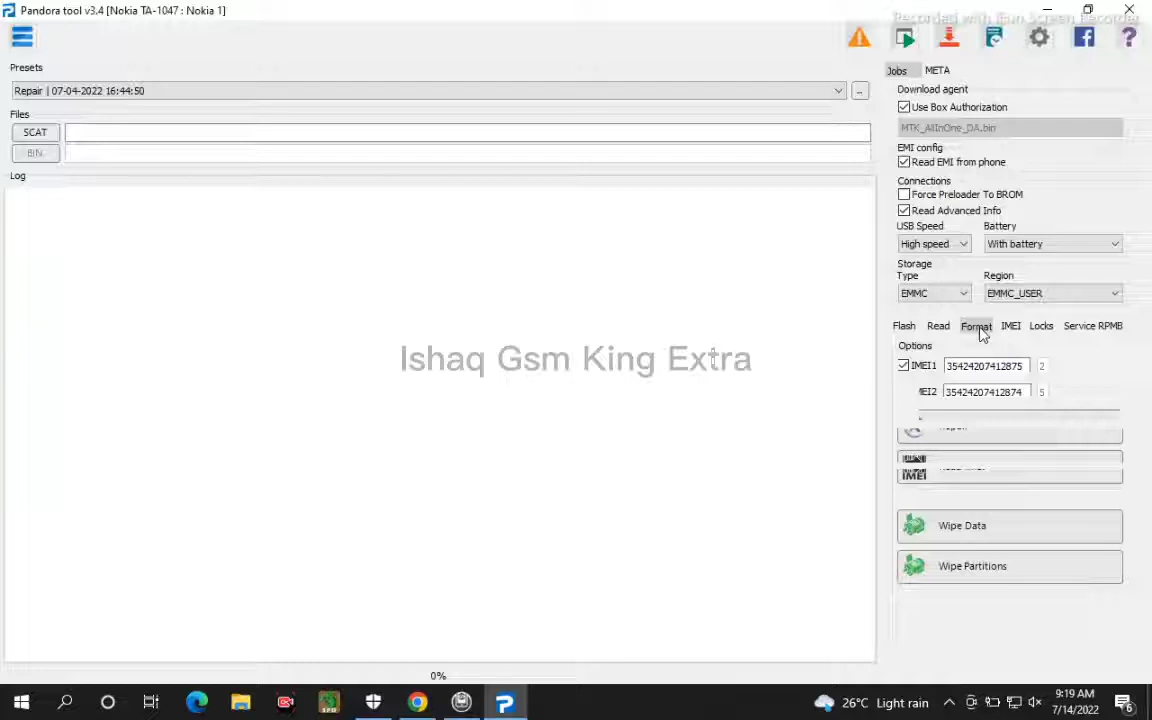 Pandora tool v3.4 [Nokia TA-1047 : Nokia 1]
Recorded with iFun Screen Recorder
Presets
Repair | 07-04-2022 16:44:50
..
Files
SCAT
BIN
Log
Ishaq Gsm King Extra
0%
Jobs META
Download agent
Use Box Authorization
MTK_AllInOne_DA.bin
EMI config
Read EMI from phone
Connections
Force Preloader To BROM
Read Advanced Info
USB Speed Battery
High speed With battery
Storage
Type Region
EMMC EMMC_USER
Flash Read Format IMEI Locks Service RPMB
Options
IMEI1 35424207412875 2
MEI2 35424207412874 5
IMEI
Wipe Data
Wipe Partitions
26°C Light rain
9:19 AM
7/14/2022
6